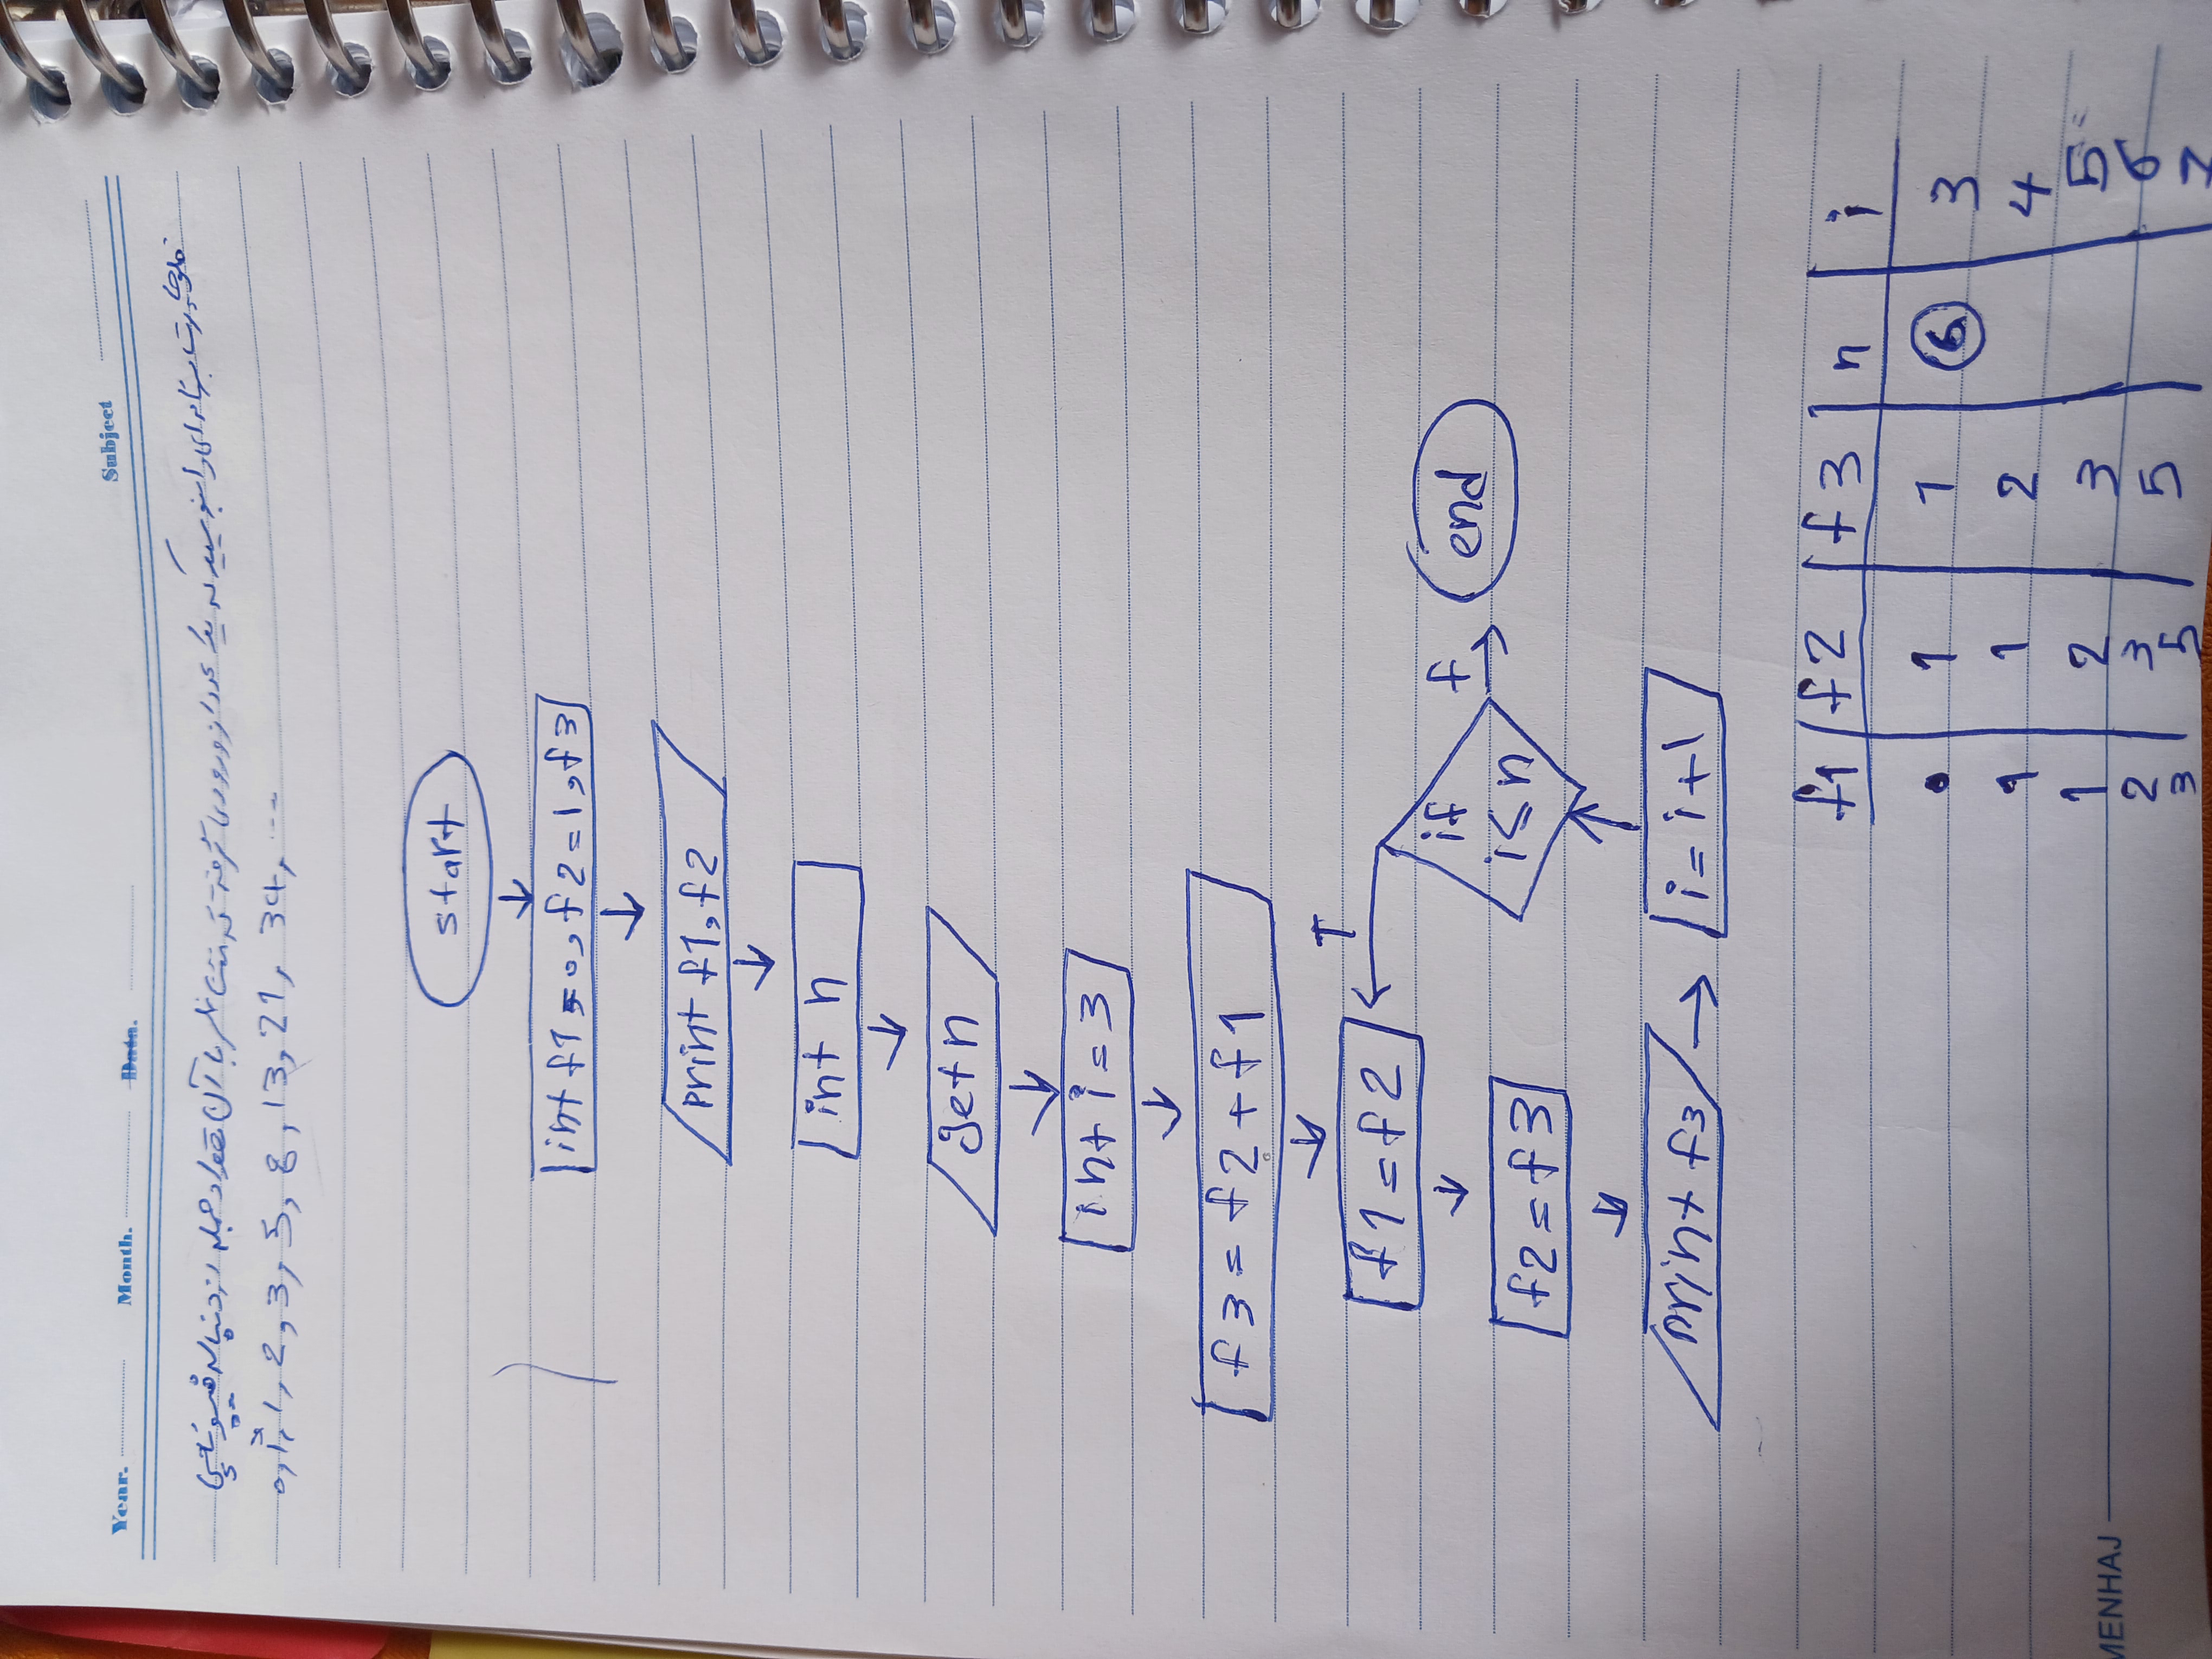 Year. Month. Data. Subject
فلوچارت برنامه ای را بنویسید که یک عدد از ورودی گرفته که متناظر با آن تعداد جمله از دنباله فیبوناچی
0, 1, 1, 2, 3, 5, 8, 13, 21, 34, ...
start
int f1 = 0, f2 = 1, f3
print f1, f2
int n
get n
int i = 3
f3 = f2 + f1
T
f1 = f2
if
i ≤ n
f
end
f2 = f3
print f3
i = i+1
f1 f2 f3 n i
0 1 1 6 3
1 1 2 4
1 2 3 5
2 3 5 6
3 5 7
MENHAJ